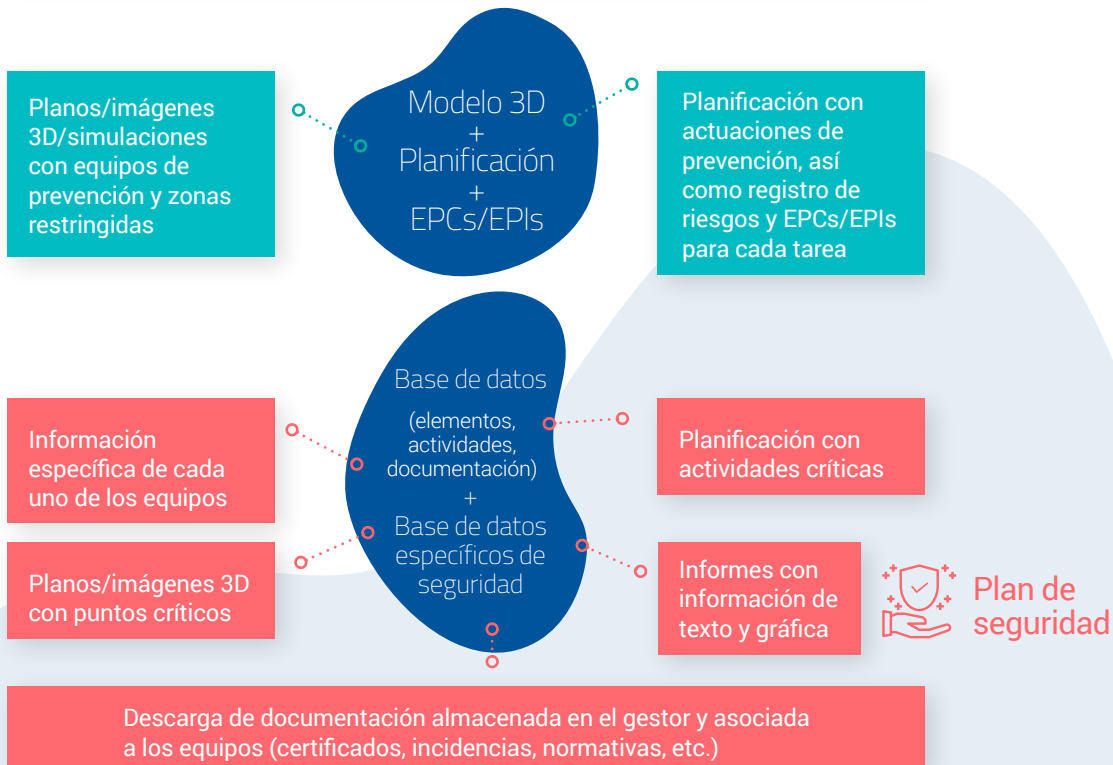 Planos/imágenes
3D/simulaciones
con equipos de
prevención y zonas
restringidas
Modelo 3D
+
Planificación
+
EPCs/EPIs
Planificación con
actuaciones de
prevención, así
como registro de
riesgos y EPCs/EPIs
para cada tarea
Información
específica de cada
uno de los equipos
Planos/imágenes 3D
con puntos críticos
Base de datos
(elementos,
actividades,
documentación)
+
Base de datos
específicos de
seguridad
Planificación con
actividades críticas
Informes con
información de
texto y gráfica
Plan de
seguridad
Descarga de documentación almacenada en el gestor y asociada
a los equipos (certificados, incidencias, normativas, etc.)